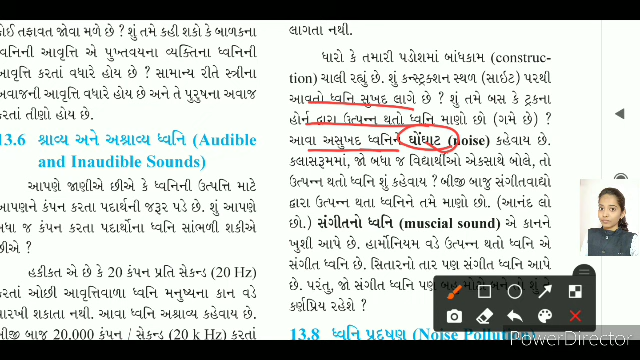 કોઈ તફાવત જોવા મળે છે ? શું તમે કહી શકો કે બાળકના
ધ્વનિની આવૃત્તિ એ પુખ્તવયના વ્યક્તિના ધ્વનિની
આવૃત્તિ કરતાં વધારે હોય છે ? સામાન્ય રીતે સ્ત્રીના
અવાજની આવૃત્તિ વધારે હોય છે અને તે પુરુષના અવાજ
કરતાં તીણો હોય છે.
13.6 શ્રાવ્ય અને અશ્રાવ્ય ધ્વનિ (Audible
and Inaudible Sounds)
આપણે જાણીએ છીએ કે ધ્વનિની ઉત્પત્તિ માટે
આપણને કંપન કરતા પદાર્થની જરૂર પડે છે. શું આપણે
બધા જ કંપન કરતા પદાર્થોના ધ્વનિ સાંભળી શકીએ
છીએ ?
હકીકત એ છે કે 20 કંપન પ્રતિ સેકન્ડ (20 Hz)
કરતાં ઓછી આવૃત્તિવાળા ધ્વનિ મનુષ્યના કાન વડે
પારખી શકાતા નથી. આવા ધ્વનિ અશ્રાવ્ય કહેવાય છે.
બીજી બાજુ 20,000 કંપન / સેકન્ડ (20 kHz) કરતાં
લાગતા નથી.
ધારો કે તમારી પડોશમાં બાંધકામ (construc-
tion) ચાલી રહ્યું છે. શું કંસ્ટ્રક્શન સ્થળ (સાઇટ) પરથી
આવતો ધ્વનિ સુખદ લાગે છે ? શું તમે બસ કે ટ્રકના
હોર્ન દ્વારા ઉત્પન્ન થતો ધ્વનિ માણો છો (ગમે છે) ?
આવા અસુખદ ધ્વનિને ઘોંઘાટ (noise) કહેવાય છે.
ક્લાસરૂમમાં, જો બધા જ વિદ્યાર્થીઓ એકસાથે બોલે, તો
ઉત્પન્ન થતો ધ્વનિ શું કહેવાય ? બીજી બાજુ સંગીતવાદ્યો
દ્વારા ઉત્પન્ન થતા ધ્વનિને તમે માણો છો. (આનંદ લો
છો.) સંગીતનો ધ્વનિ (muscial sound) એ કાનને
ખુશી આપે છે. હાર્મોનિયમ વડે ઉત્પન્ન થતો ધ્વનિ એ
સંગીત ધ્વનિ છે. સિતારનો તાર પણ સંગીત ધ્વનિ આપે
છે. પરંતુ, જો સંગીત ધ્વનિ પણ બહુ મોટો
કર્ણપ્રિય રહેશે ?
13.8 ધ્વનિ પ્રદૂષણ (Noise Pollution)
POWERDIRECTOR